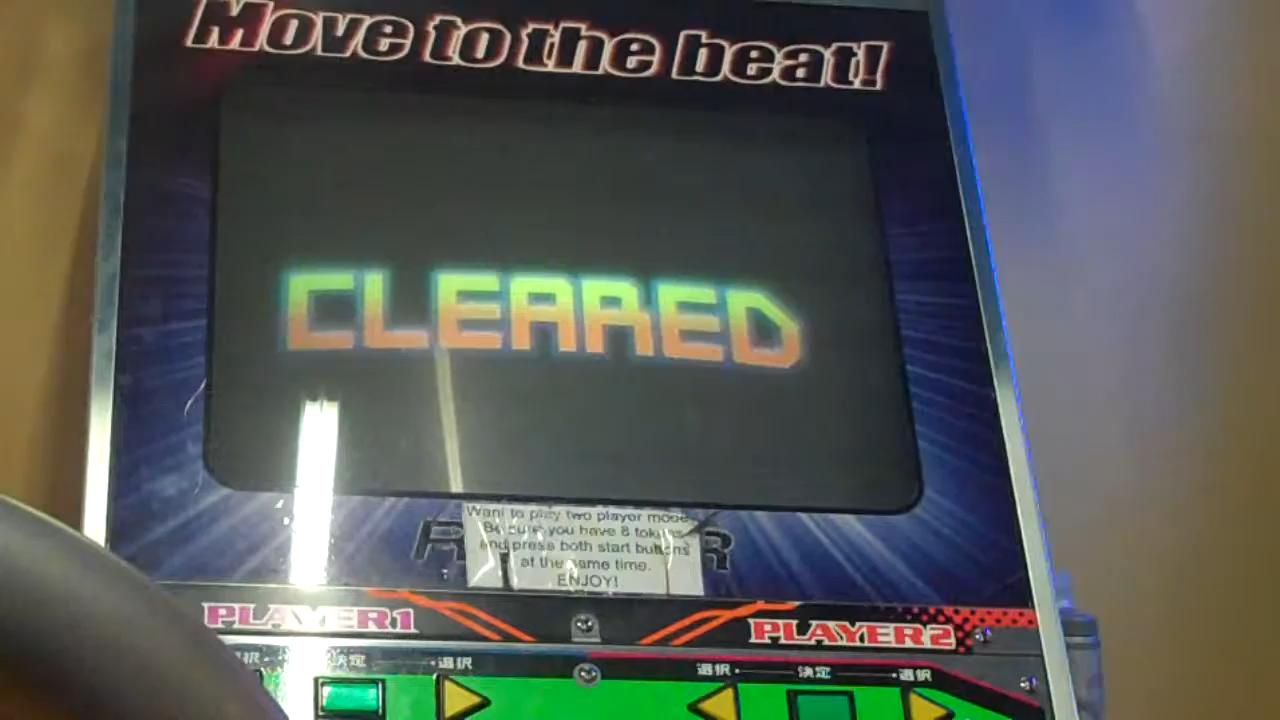 Move to the beat!
CLEARED
Want to play two player mode
Be sure you have 8 tokens
and press both start buttons
at the same time.
ENJOY!
PLAYER1
PLAYER2
選択 決定 選択
選択 決定 選択